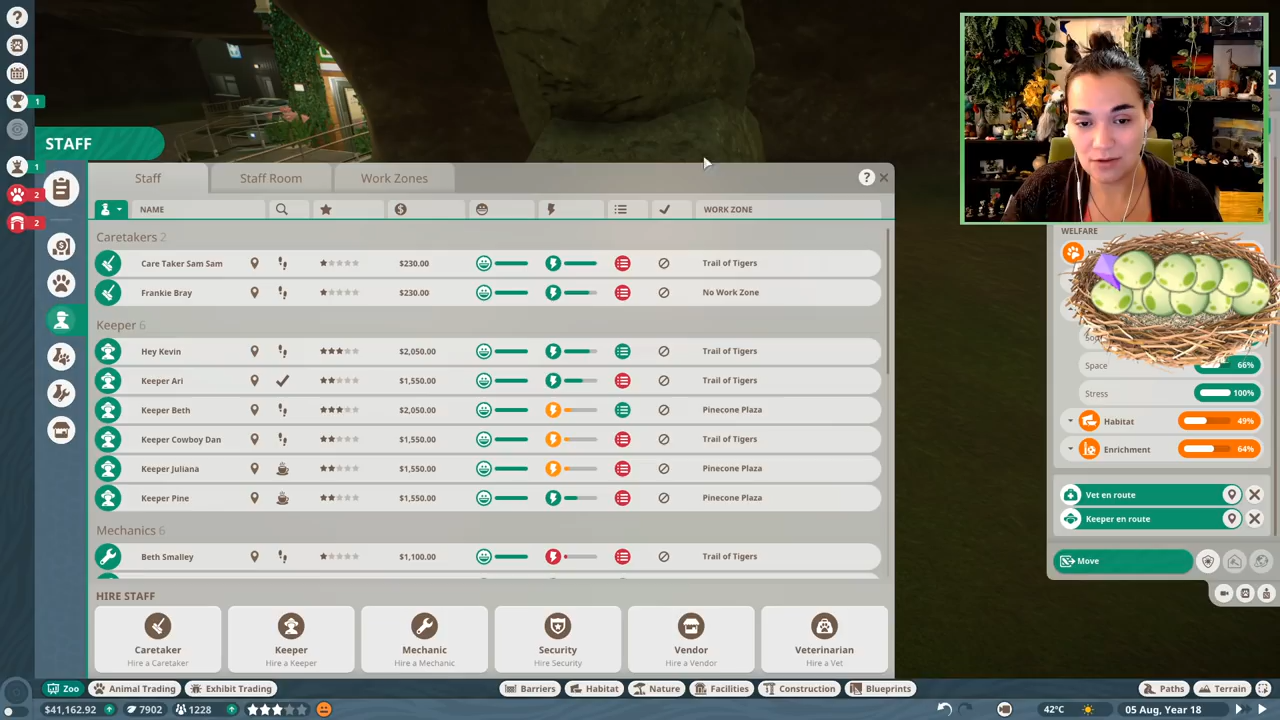 ?
1
1
2
2
STAFF
Staff
Staff Room
Work Zones
?
NAME
WORK ZONE
Caretakers 2
Care Taker Sam Sam $230.00 Trail of Tigers
Frankie Bray $230.00 No Work Zone
Keeper 6
Hey Kevin $2,050.00 Trail of Tigers
Keeper Ari $1,550.00 Trail of Tigers
Keeper Beth $2,050.00 Pinecone Plaza
Keeper Cowboy Dan $1,550.00 Trail of Tigers
Keeper Juliana $1,550.00 Pinecone Plaza
Keeper Pine $1,550.00 Pinecone Plaza
Mechanics 6
Beth Smalley $1,100.00 Trail of Tigers
HIRE STAFF
Caretaker
Hire a Caretaker
Keeper
Hire a Keeper
Mechanic
Hire a Mechanic
Security
Hire Security
Vendor
Hire a Vendor
Veterinarian
Hire a Vet
WELFARE
Space 66%
Stress 100%
Habitat 49%
Enrichment 64%
Vet en route
Keeper en route
Move
Zoo
Animal Trading
Exhibit Trading
Barriers
Habitat
Nature
Facilities
Construction
Blueprints
Paths
Terrain
$41,162.92
7902
1228
42°C
05 Aug, Year 18